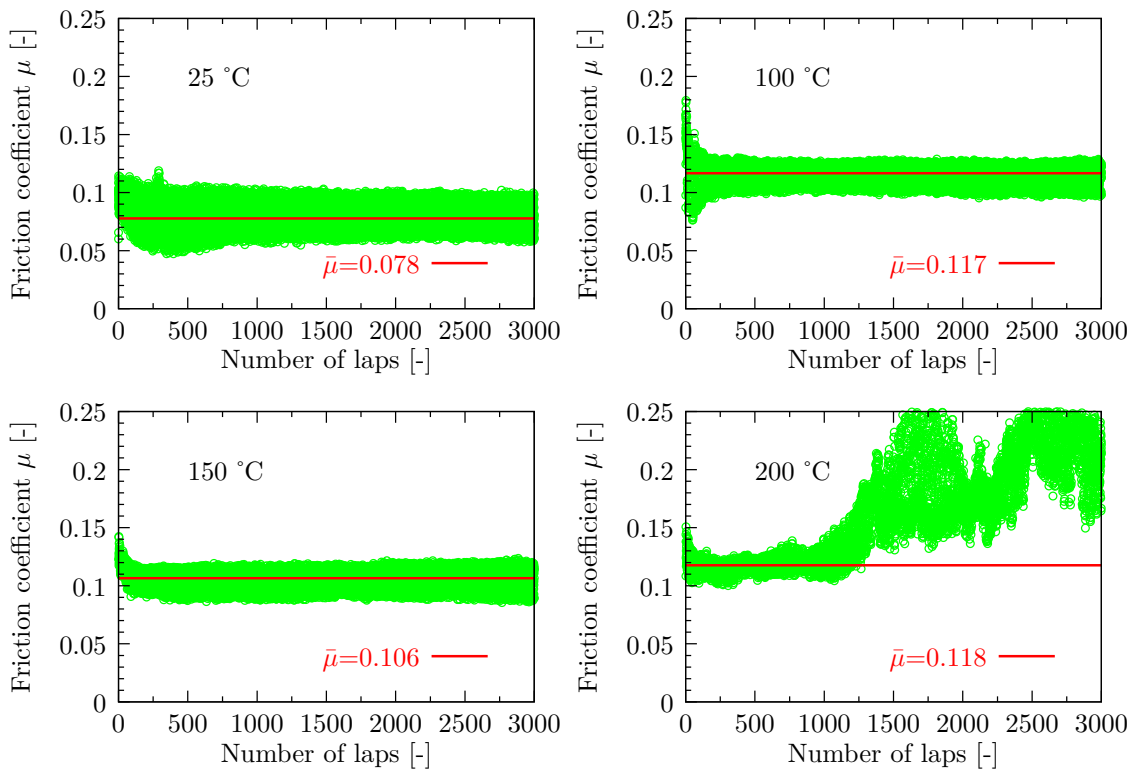 Friction coefficient μ [-]
0.25
0.2
0.15
0.1
0.05
0
25 °C
μ̄=0.078
0 500 1000 1500 2000 2500 3000
Number of laps [-]
Friction coefficient μ [-]
0.25
0.2
0.15
0.1
0.05
0
100 °C
μ̄=0.117
0 500 1000 1500 2000 2500 3000
Number of laps [-]
Friction coefficient μ [-]
0.25
0.2
0.15
0.1
0.05
0
150 °C
μ̄=0.106
0 500 1000 1500 2000 2500 3000
Number of laps [-]
Friction coefficient μ [-]
0.25
0.2
0.15
0.1
0.05
0
200 °C
μ̄=0.118
0 500 1000 1500 2000 2500 3000
Number of laps [-]